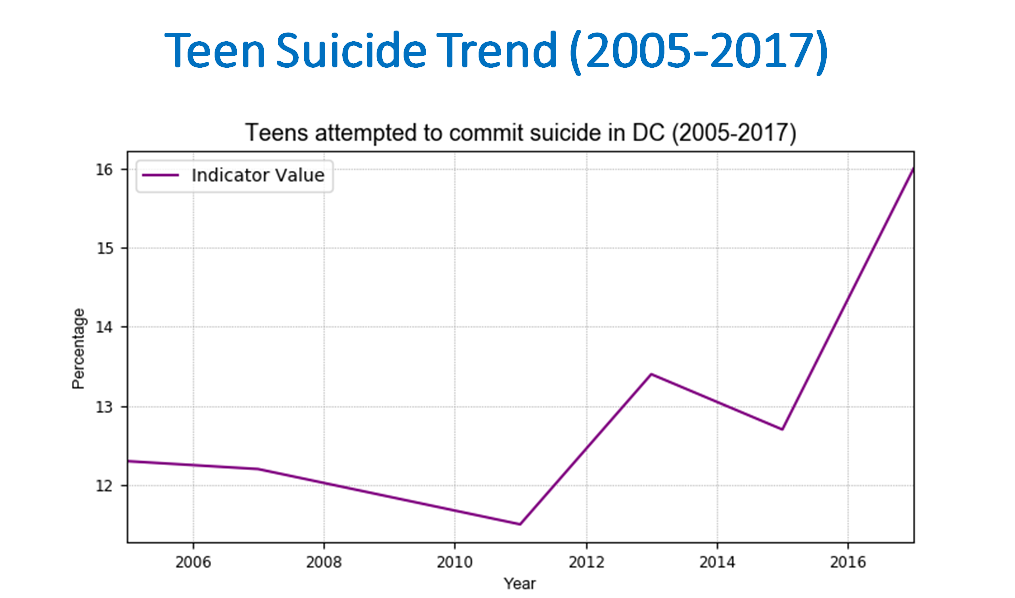 Teen Suicide Trend (2005-2017)
Teens attempted to commit suicide in DC (2005-2017)
Indicator Value
16
15
14
13
12
Percentage
2006 2008 2010 2012 2014 2016
Year